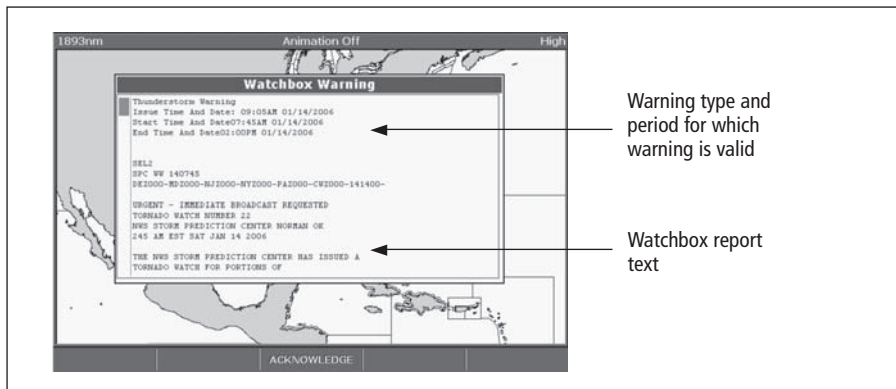 1893nm Animation Off High
Watchbox Warning
Thunderstorm Warning
Issue Time And Date: 09:05AM 01/14/2006
Start Time And Date07:45AM 01/14/2006
End Time And Date02:00PM 01/14/2006
SEL2
SPC WW 140745
DEZ000-MDZ000-NJZ000-NYZ000-PAZ000-CWZ000-141400-
URGENT - IMMEDIATE BROADCAST REQUESTED
TORNADO WATCH NUMBER 22
NWS STORM PREDICTION CENTER NORMAN OK
245 AM EST SAT JAN 14 2006
THE NWS STORM PREDICTION CENTER HAS ISSUED A
TORNADO WATCH FOR PORTIONS OF
ACKNOWLEDGE
Warning type and
period for which
warning is valid
Watchbox report
text